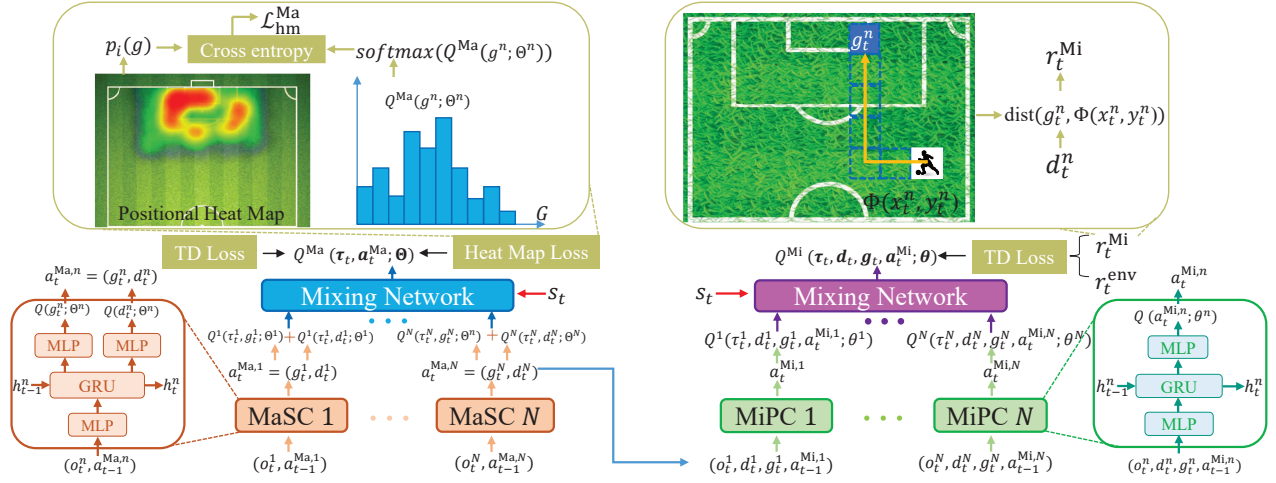 𝓛_hm^Ma
p_i(g)
Cross entropy
softmax(Q^Ma(g^n; Θ^n))
Q^Ma(g^n; Θ^n)
Positional Heat Map
G
TD Loss
Q^Ma (τ_t, a_t^Ma; Θ)
Heat Map Loss
Mixing Network
s_t
Q^1(τ_t^1, g_t^1; Θ^1) + Q^1(τ_t^1, d_t^1; Θ^1)
• • •
Q^N(τ_t^N, g_t^N; Θ^N) + Q^N(τ_t^N, d_t^N; Θ^N)
a_t^{Ma,1} = (g_t^1, d_t^1)
a_t^{Ma,N} = (g_t^N, d_t^N)
MaSC 1
• • •
MaSC N
(o_t^1, a_{t-1}^{Ma,1})
(o_t^N, a_{t-1}^{Ma,N})
a_t^{Ma,n} = (g_t^n, d_t^n)
Q(g_t^n; Θ^n)
Q(d_t^n; Θ^n)
MLP
MLP
h_{t-1}^n
GRU
h_t^n
MLP
(o_t^n, a_{t-1}^{Ma,n})
g_t^n
Φ(x_t^n, y_t^n)
r_t^Mi
dist(g_t^n, Φ(x_t^n, y_t^n))
d_t^n
Q^Mi (τ_t, d_t, g_t, a_t^Mi; θ)
TD Loss
r_t^Mi
r_t^env
s_t
Mixing Network
Q^1(τ_t^1, d_t^1, g_t^1, a_t^{Mi,1}; θ^1)
• • •
Q^N(τ_t^N, d_t^N, g_t^N, a_t^{Mi,N}; θ^N)
a_t^{Mi,1}
a_t^{Mi,N}
MiPC 1
• • •
MiPC N
(o_t^1, d_t^1, g_t^1, a_{t-1}^{Mi,1})
(o_t^N, d_t^N, g_t^N, a_{t-1}^{Mi,N})
a_t^{Mi,n}
Q (a_t^{Mi,n}; θ^n)
MLP
h_{t-1}^n
GRU
h_t^n
MLP
(o_t^n, d_t^n, g_t^n, a_{t-1}^{Mi,n})